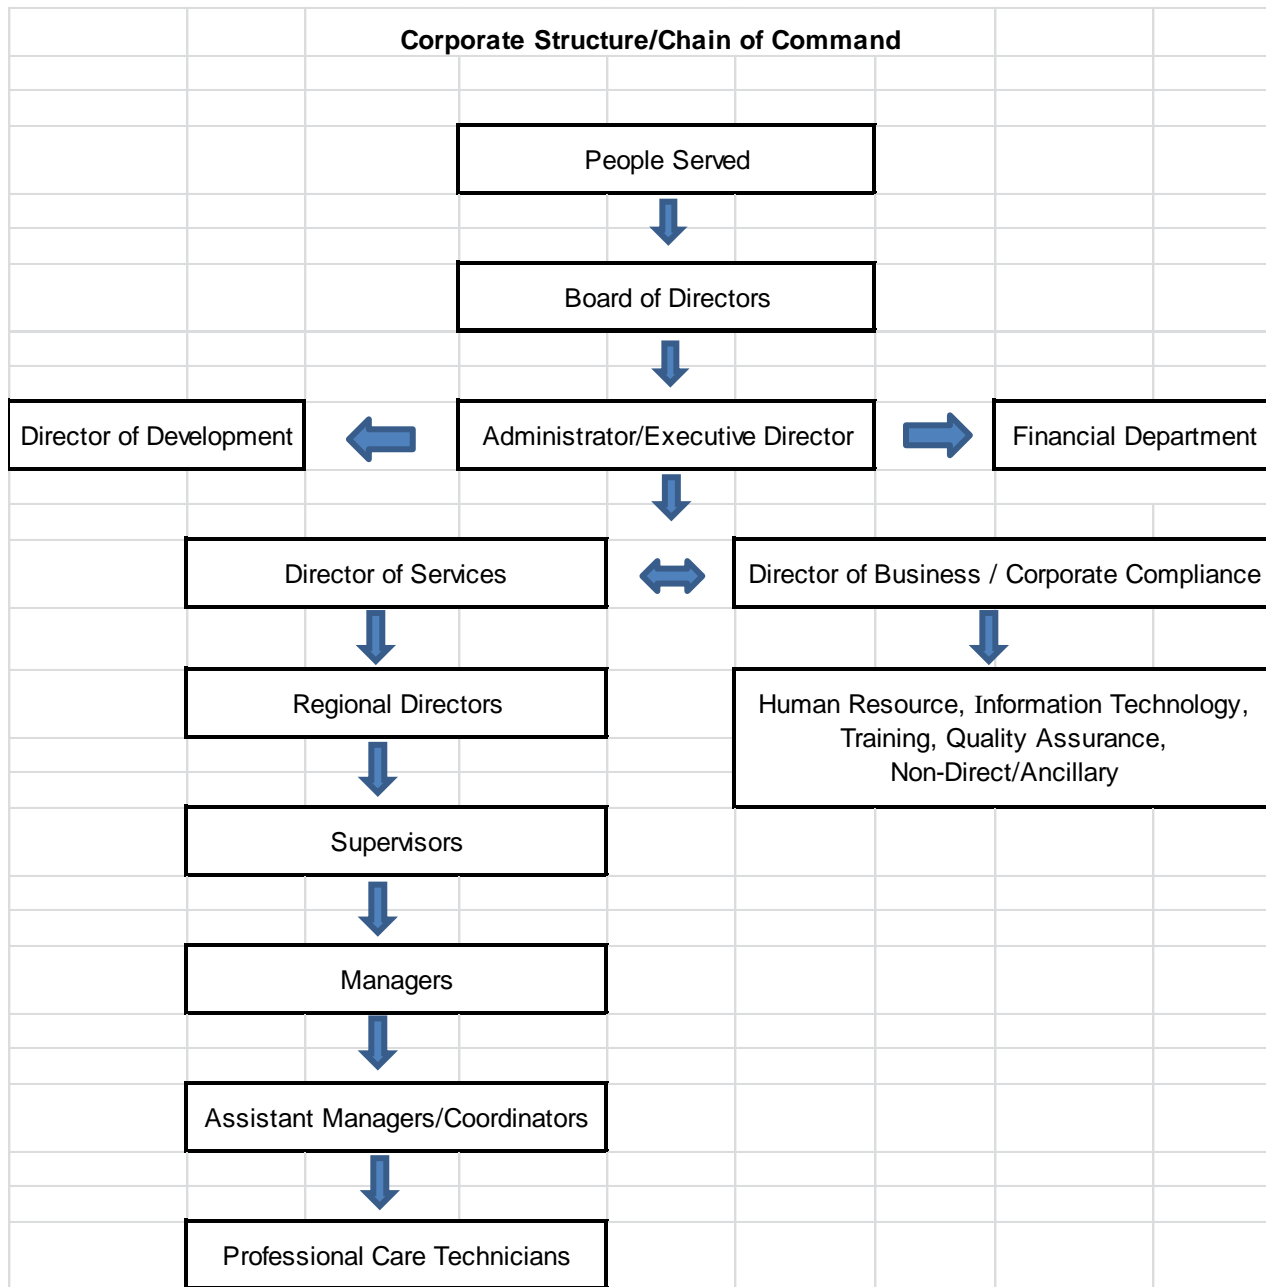 Corporate Structure/Chain of Command
People Served
Board of Directors
Director of Development
Administrator/Executive Director
Financial Department
Director of Services
Director of Business / Corporate Compliance
Regional Directors
Human Resource, Information Technology,
Training, Quality Assurance,
Non-Direct/Ancillary
Supervisors
Managers
Assistant Managers/Coordinators
Professional Care Technicians